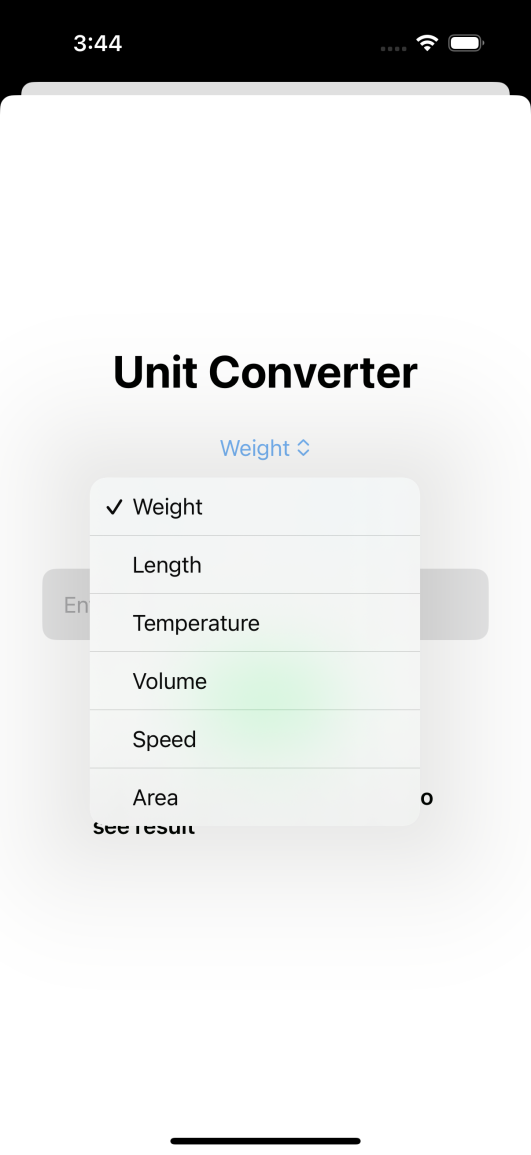 3:44
Unit Converter
Weight
Weight
Length
Temperature
Volume
Speed
Area
see result